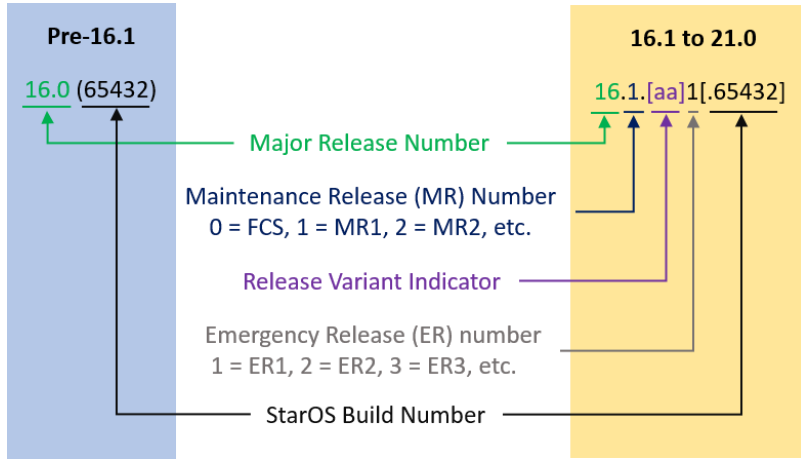 Pre-16.1
16.1 to 21.0
16.0 (65432)
16.1.[aa]1[.65432]
Major Release Number
Maintenance Release (MR) Number
0 = FCS, 1 = MR1, 2 = MR2, etc.
Release Variant Indicator
Emergency Release (ER) number
1 = ER1, 2 = ER2, 3 = ER3, etc.
StarOS Build Number